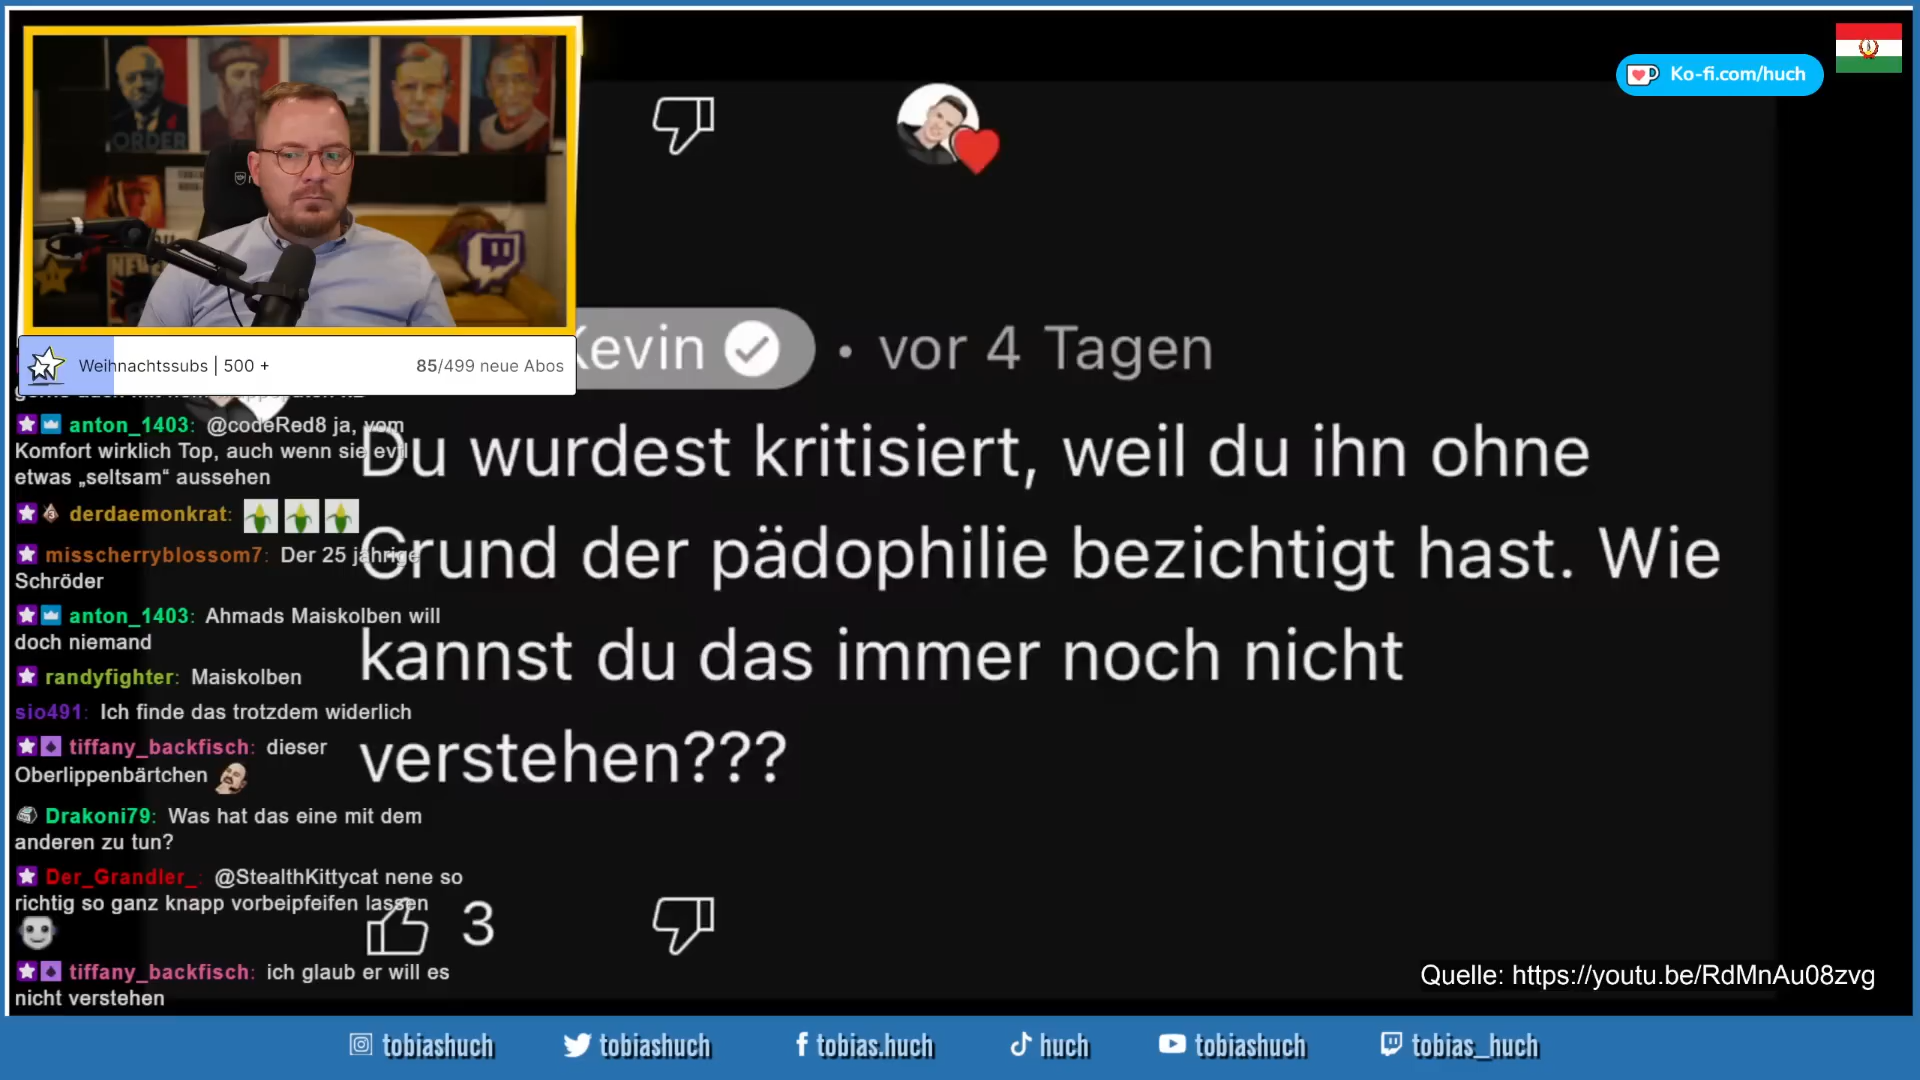 Ko-fi.com/huch
ORDER
Kevin • vor 4 Tagen
Weihnachtssubs | 500 +
85/499 neue Abos
Du wurdest kritisiert, weil du ihn ohne
Grund der pädophilie bezichtigt hast. Wie
kannst du das immer noch nicht
verstehen???
3
anton_1403: @codeRed8 ja, vom
Komfort wirklich Top, auch wenn sie evtl
etwas „seltsam“ aussehen
derdaemonkrat:
misscherryblossom7: Der 25 jährige
Schröder
anton_1403: Ahmads Maiskolben will
doch niemand
randyfighter: Maiskolben
sio491: Ich finde das trotzdem widerlich
tiffany_backfisch: dieser
Oberlippenbärtchen
Drakoni79: Was hat das eine mit dem
anderen zu tun?
Der_Grandler_: @StealthKittycat nene so
richtig so ganz knapp vorbeipfeifen lassen
tiffany_backfisch: ich glaub er will es
nicht verstehen
Quelle: https://youtu.be/RdMnAu08zvg
tobiashuch
tobiashuch
tobias.huch
huch
tobiashuch
tobias_huch